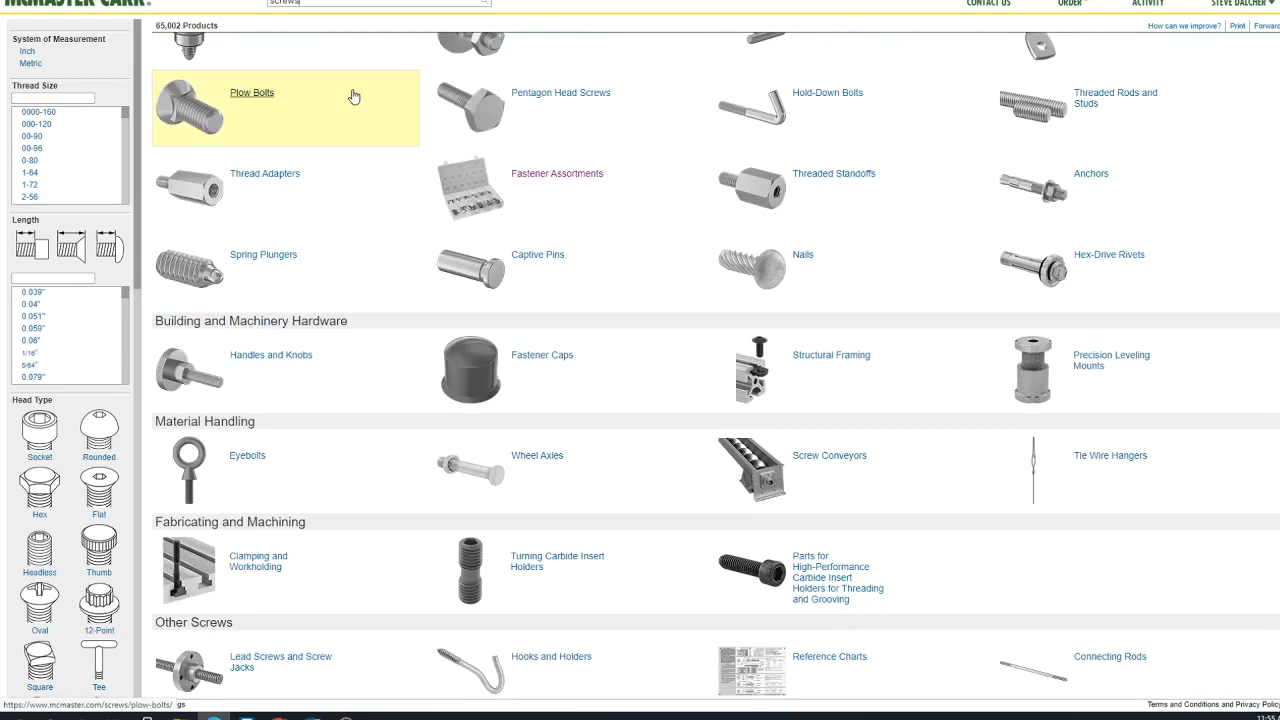 McMASTER-CARR.
screws
CONTACT US
ORDER
ACTIVITY
STEVE DALCHER
65,002 Products
How can we improve?
Print
Forward
System of Measurement
Inch
Metric
Thread Size
0000-160
000-120
00-90
00-96
0-80
1-64
1-72
2-56
Length
0.039"
0.04"
0.051"
0.059"
0.06"
1/16"
5/64"
0.079"
Head Type
Socket
Rounded
Hex
Flat
Headless
Thumb
Oval
12-Point
Square
Tee
Plow Bolts
Pentagon Head Screws
Hold-Down Bolts
Threaded Rods and
Studs
Thread Adapters
Fastener Assortments
Threaded Standoffs
Anchors
Spring Plungers
Captive Pins
Nails
Hex-Drive Rivets
Building and Machinery Hardware
Handles and Knobs
Fastener Caps
Structural Framing
Precision Leveling
Mounts
Material Handling
Eyebolts
Wheel Axles
Screw Conveyors
Tie Wire Hangers
Fabricating and Machining
Clamping and
Workholding
Turning Carbide Insert
Holders
Parts for
High-Performance
Carbide Insert
Holders for Threading
and Grooving
Other Screws
Lead Screws and Screw
Jacks
Hooks and Holders
Reference Charts
Connecting Rods
https://www.mcmaster.com/screws/plow-bolts/
gs
Terms and Conditions and Privacy Polic
11:55